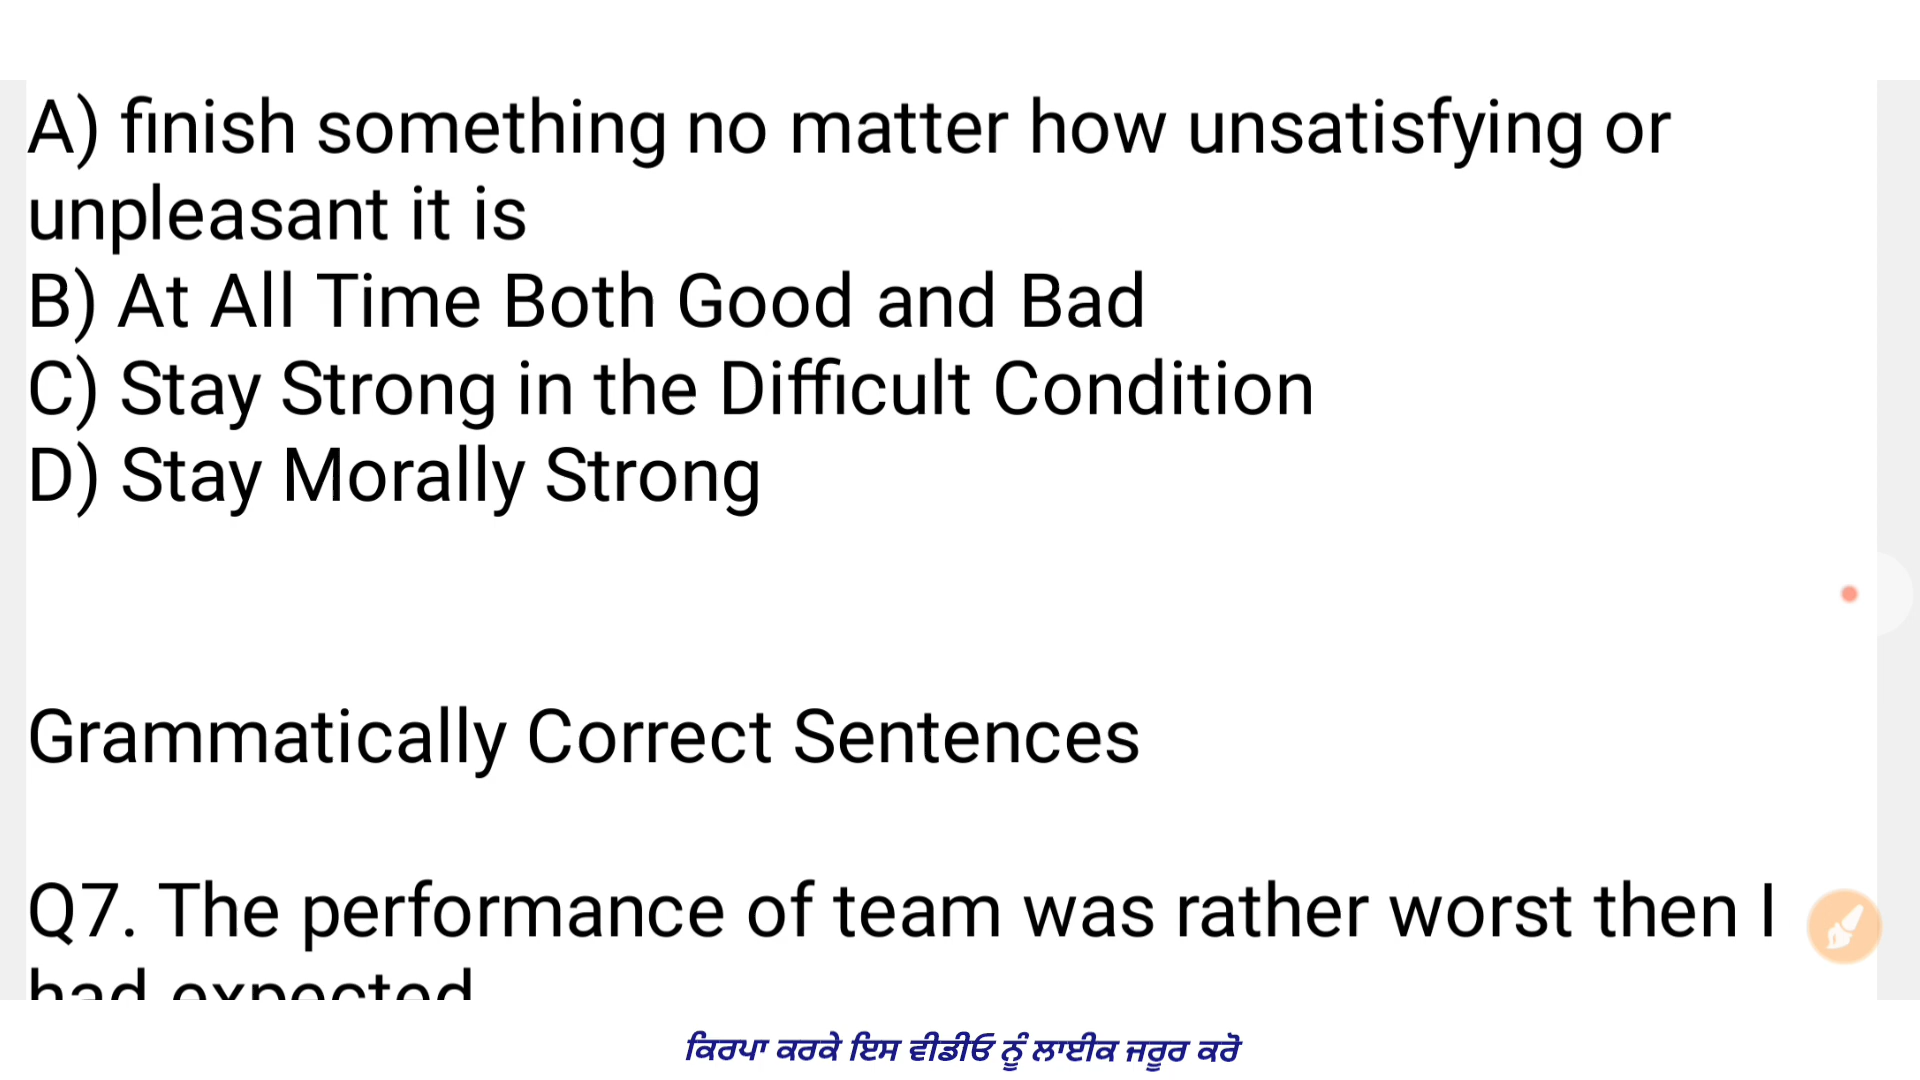 A) finish something no matter how unsatisfying or
unpleasant it is
B) At All Time Both Good and Bad
C) Stay Strong in the Difficult Condition
D) Stay Morally Strong
Grammatically Correct Sentences
Q7. The performance of team was rather worst then I
had expected
ਕਿਰਪਾ ਕਰਕੇ ਇਸ ਵੀਡੀਓ ਨੂੰ ਲਾਈਕ ਜਰੂਰ ਕਰੋ